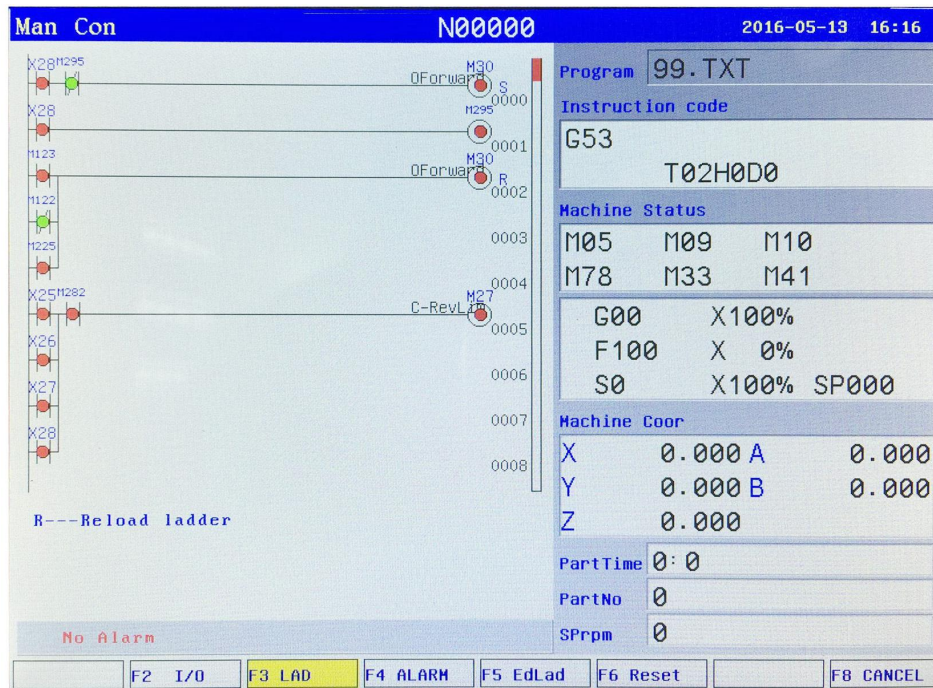 Man Con N00000 2016-05-13 16:16
X28 M295 OForward M30 S
0000
X28 M295
0001
M123 OForward M30 R
0002
M122
0003
M225
0004
X25 M282 C-RevLim M27
0005
X26
0006
X27
0007
X28
0008
R---Reload ladder
No Alarm
Program 99.TXT
Instruction code
G53
T02H0D0
Machine Status
M05 M09 M10
M78 M33 M41
G00 X100%
F100 X 0%
S0 X100% SP000
Machine Coor
X 0.000 A 0.000
Y 0.000 B 0.000
Z 0.000
PartTime 0: 0
PartNo 0
SPrpm 0
F2 I/O F3 LAD F4 ALARM F5 EdLad F6 Reset F8 CANCEL